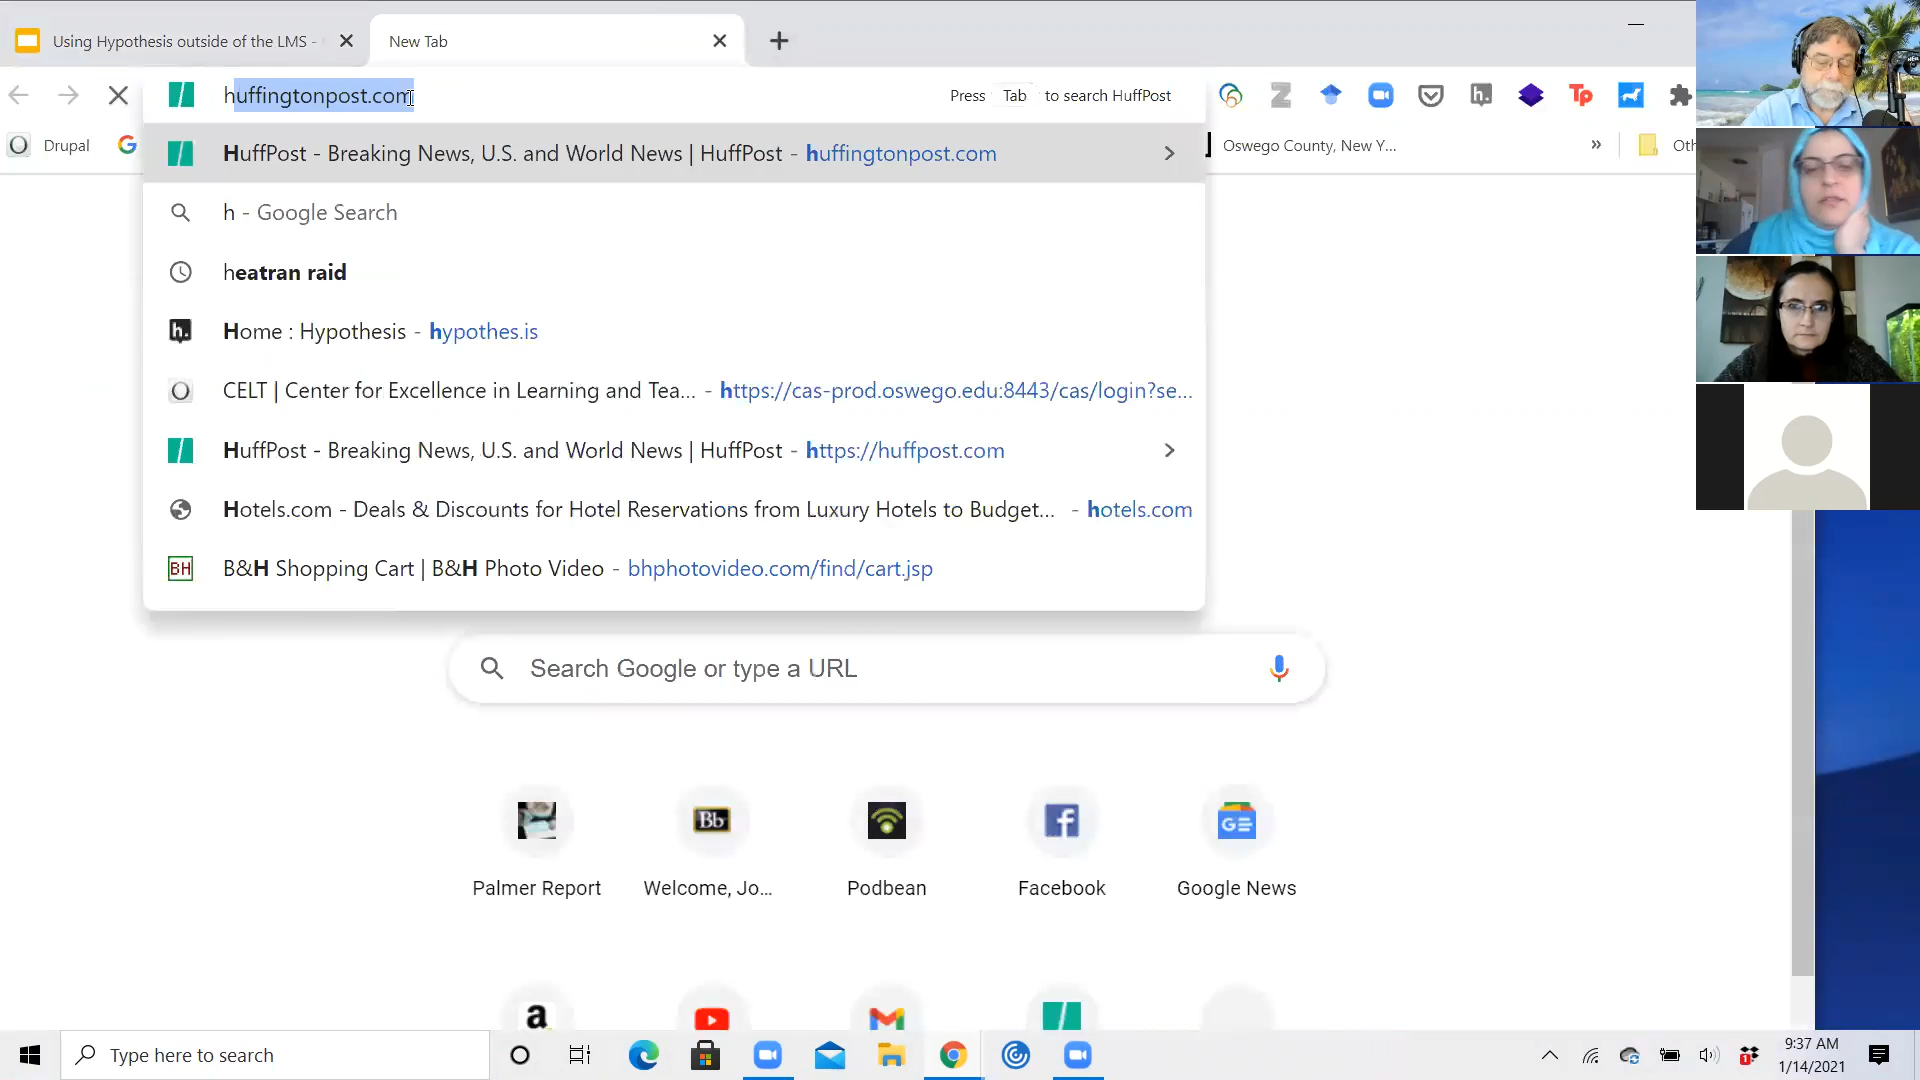 Using Hypothesis outside of the LMS -
New Tab
huffingtonpost.com
Press Tab to search HuffPost
Drupal
Oswego County, New Y...
»
Oth
HuffPost - Breaking News, U.S. and World News | HuffPost - huffingtonpost.com
h - Google Search
heatran raid
Home : Hypothesis - hypothes.is
CELT | Center for Excellence in Learning and Tea... - https://cas-prod.oswego.edu:8443/cas/login?se...
HuffPost - Breaking News, U.S. and World News | HuffPost - https://huffpost.com
Hotels.com - Deals & Discounts for Hotel Reservations from Luxury Hotels to Budget... - hotels.com
BH
B&H Shopping Cart | B&H Photo Video - bhphotovideo.com/find/cart.jsp
Search Google or type a URL
Bb
GE
Palmer Report
Welcome, Jo...
Podbean
Facebook
Google News
Type here to search
9:37 AM
1/14/2021